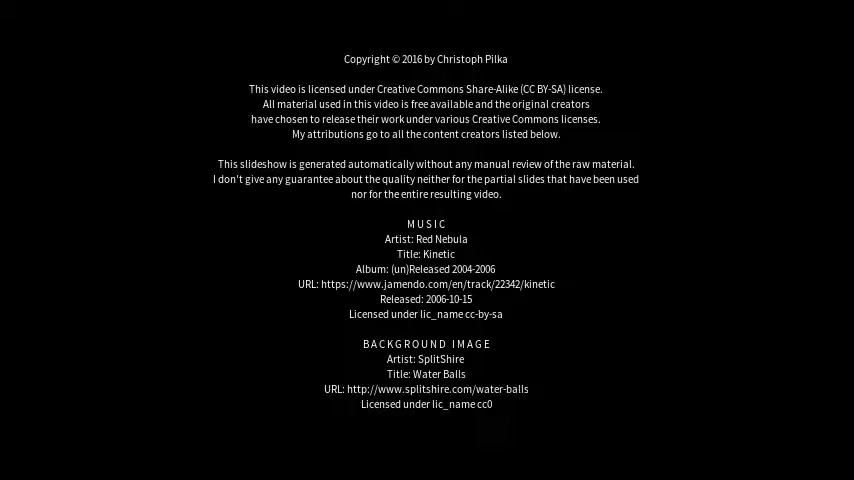 Copyright © 2016 by Christoph Pilka
This video is licensed under Creative Commons Share-Alike (CC BY-SA) license.
All material used in this video is free available and the original creators
have chosen to release their work under various Creative Commons licenses.
My attributions go to all the content creators listed below.
This slideshow is generated automatically without any manual review of the raw material.
I don't give any guarantee about the quality neither for the partial slides that have been used
nor for the entire resulting video.
M U S I C
Artist: Red Nebula
Title: Kinetic
Album: (un)Released 2004-2006
URL: https://www.jamendo.com/en/track/22342/kinetic
Released: 2006-10-15
Licensed under lic_name cc-by-sa
B A C K G R O U N D   I M A G E
Artist: SplitShire
Title: Water Balls
URL: http://www.splitshire.com/water-balls
Licensed under lic_name cc0